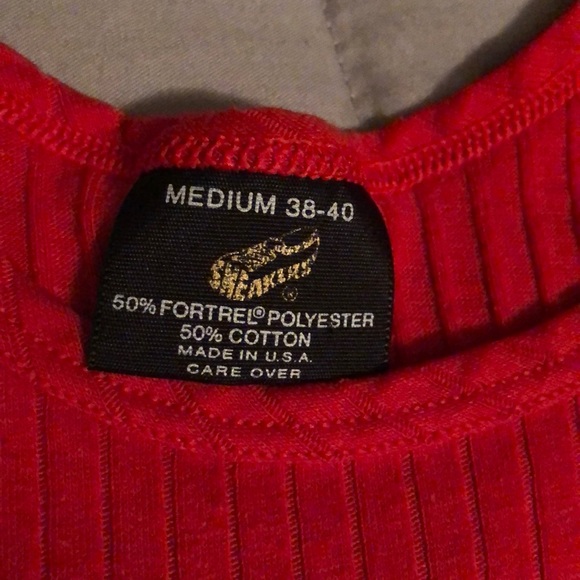 MEDIUM 38-40
SNEAKERS
50% FORTREL® POLYESTER
50% COTTON
MADE IN U.S.A.
CARE OVER